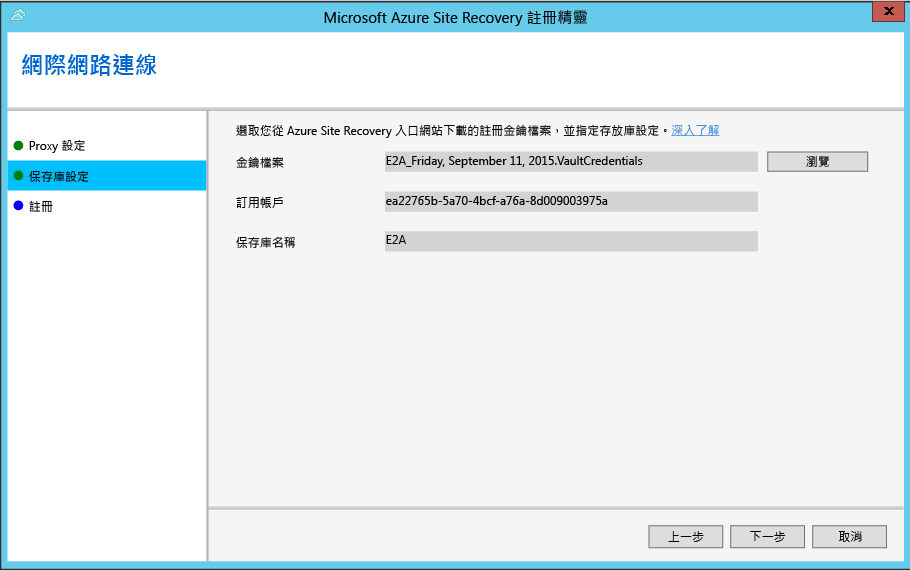 Microsoft Azure Site Recovery 註冊精靈
網際網路連線
Proxy 設定
保存庫設定
註冊
選取您從 Azure Site Recovery 入口網站下載的註冊金鑰檔案，並指定存放庫設定。深入了解
金鑰檔案 E2A_Friday, September 11, 2015.VaultCredentials 瀏覽
訂用帳戶 ea22765b-5a70-4bcf-a76a-8d009003975a
保存庫名稱 E2A
上一步 下一步 取消